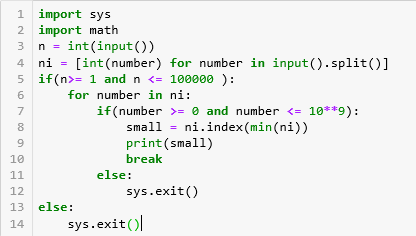 1 import sys
2 import math
3 n = int(input())
4 ni = [int(number) for number in input().split()]
5 if(n>= 1 and n <= 100000 ):
6     for number in ni:
7         if(number >= 0 and number <= 10**9):
8             small = ni.index(min(ni))
9             print(small)
10             break
11         else:
12             sys.exit()
13 else:
14     sys.exit()